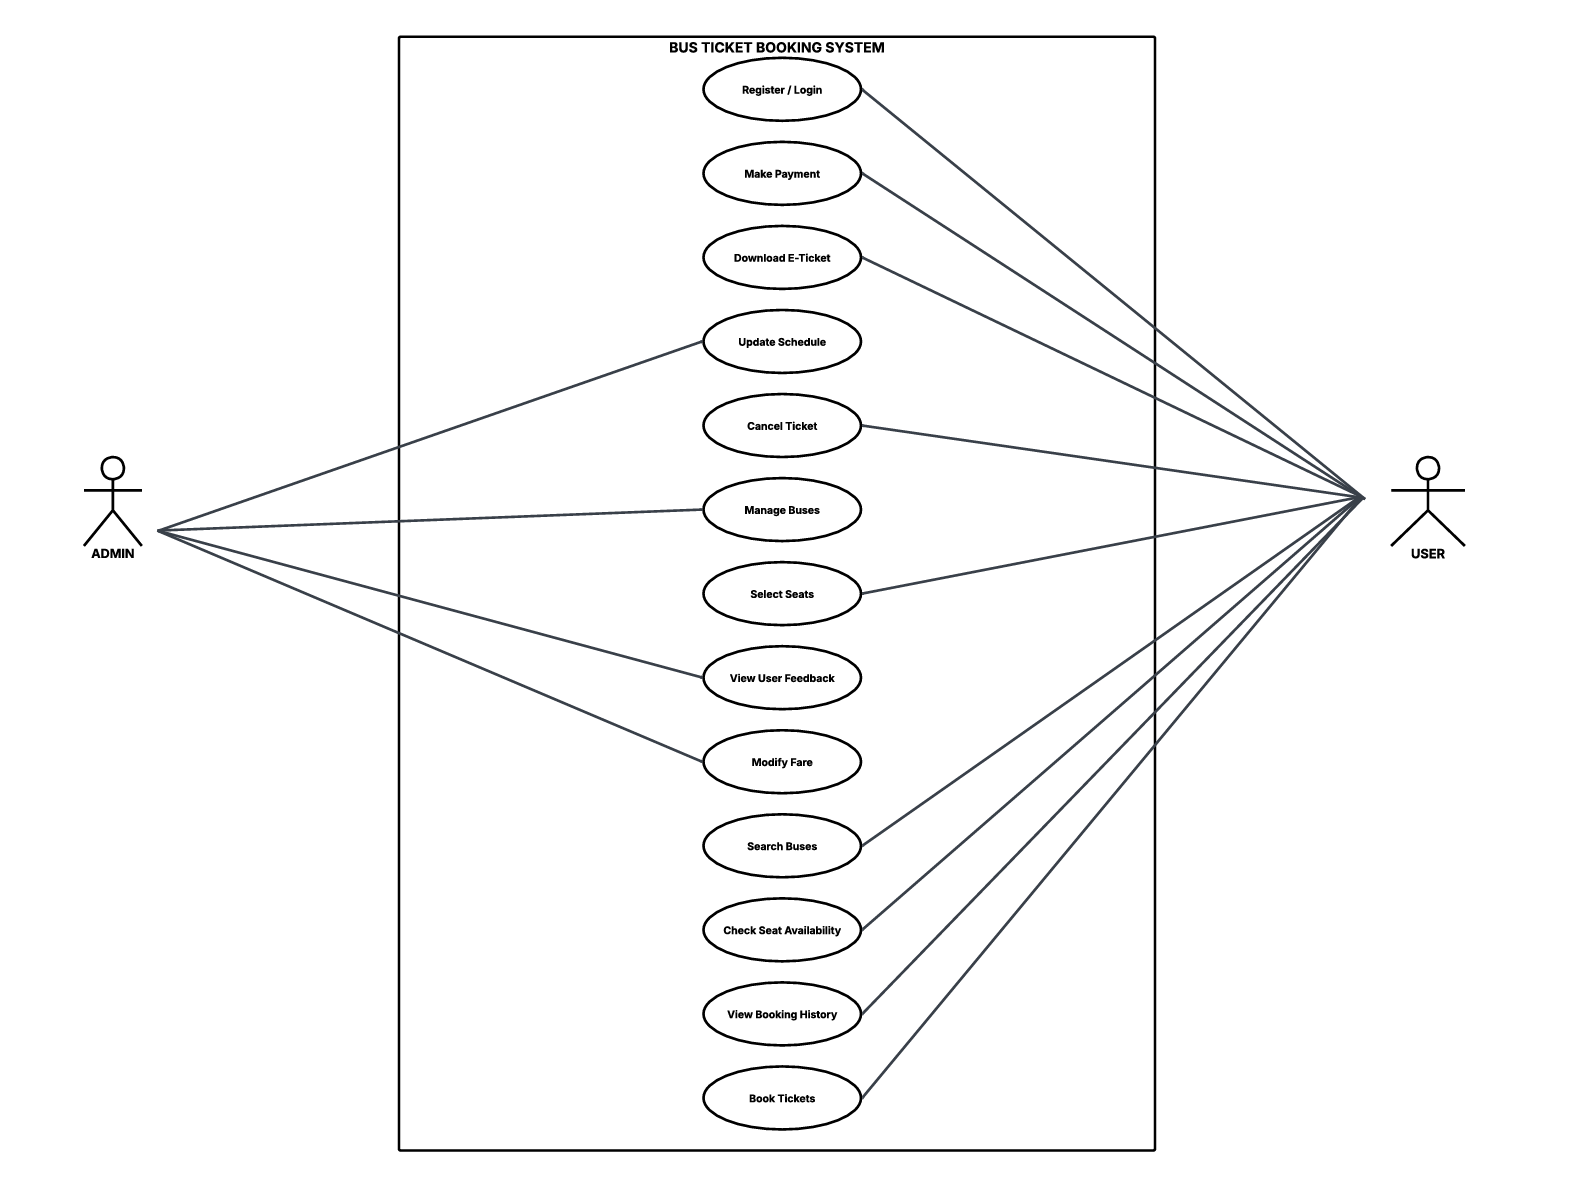 BUS TICKET BOOKING SYSTEM
Register / Login
Make Payment
Download E-Ticket
Update Schedule
Cancel Ticket
Manage Buses
ADMIN
USER
Select Seats
View User Feedback
Modify Fare
Search Buses
Check Seat Availability
View Booking History
Book Tickets